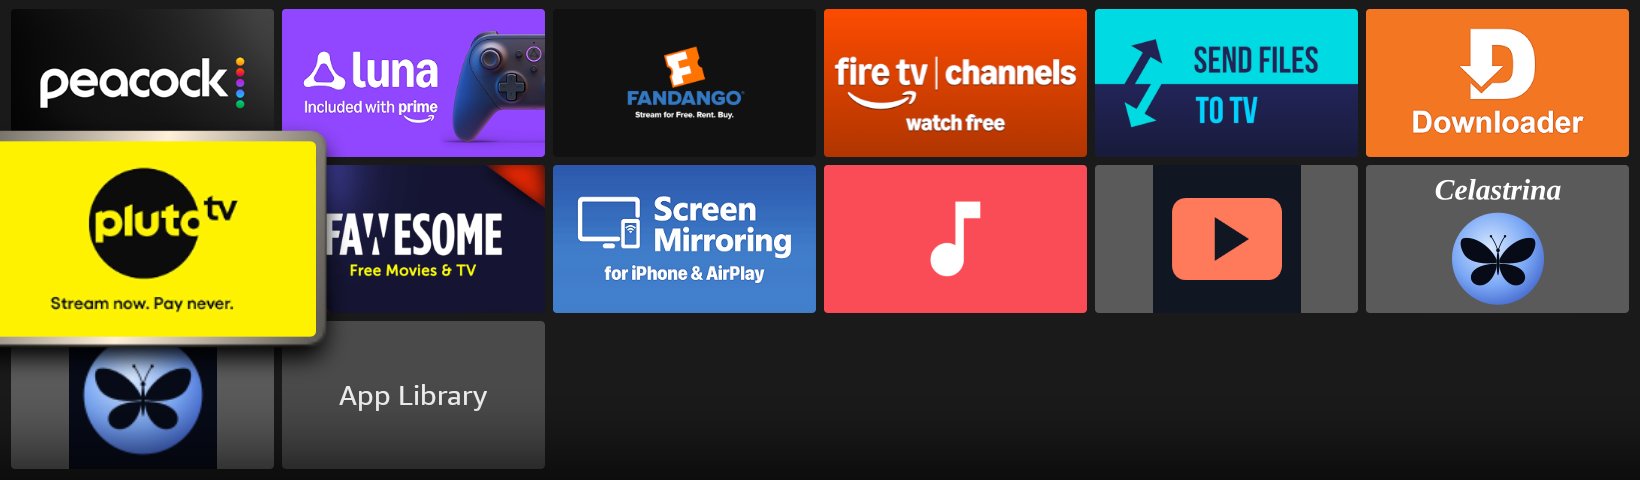 peacock
luna
Included with prime
FANDANGO
Stream for Free. Rent. Buy.
fire tv | channels
watch free
SEND FILES
TO TV
Downloader
pluto tv
Stream now. Pay never.
FAWESOME
Free Movies & TV
Screen
Mirroring
for iPhone & AirPlay
Celastrina
App Library